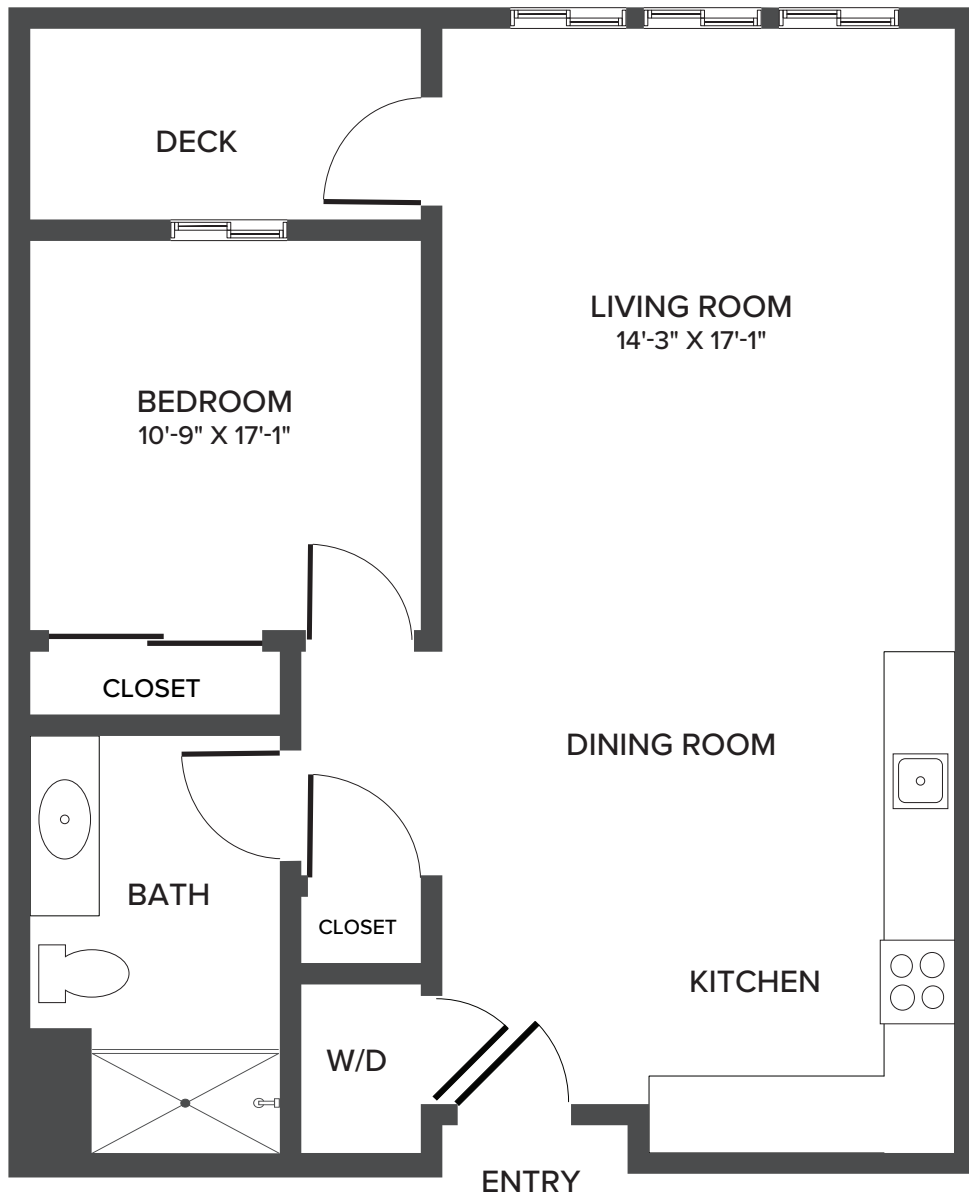 DECK
LIVING ROOM
14'-3" X 17'-1"
BEDROOM
10'-9" X 17'-1"
CLOSET
DINING ROOM
BATH
CLOSET
KITCHEN
W/D
ENTRY